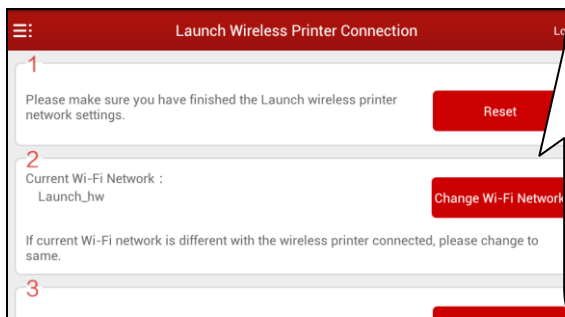 Launch Wireless Printer Connection
1
Please make sure you have finished the Launch wireless printer
network settings.
Reset
2
Current Wi-Fi Network :
Launch_hw
Change Wi-Fi Network
If current Wi-Fi network is different with the wireless printer connected, please change to
same.
3